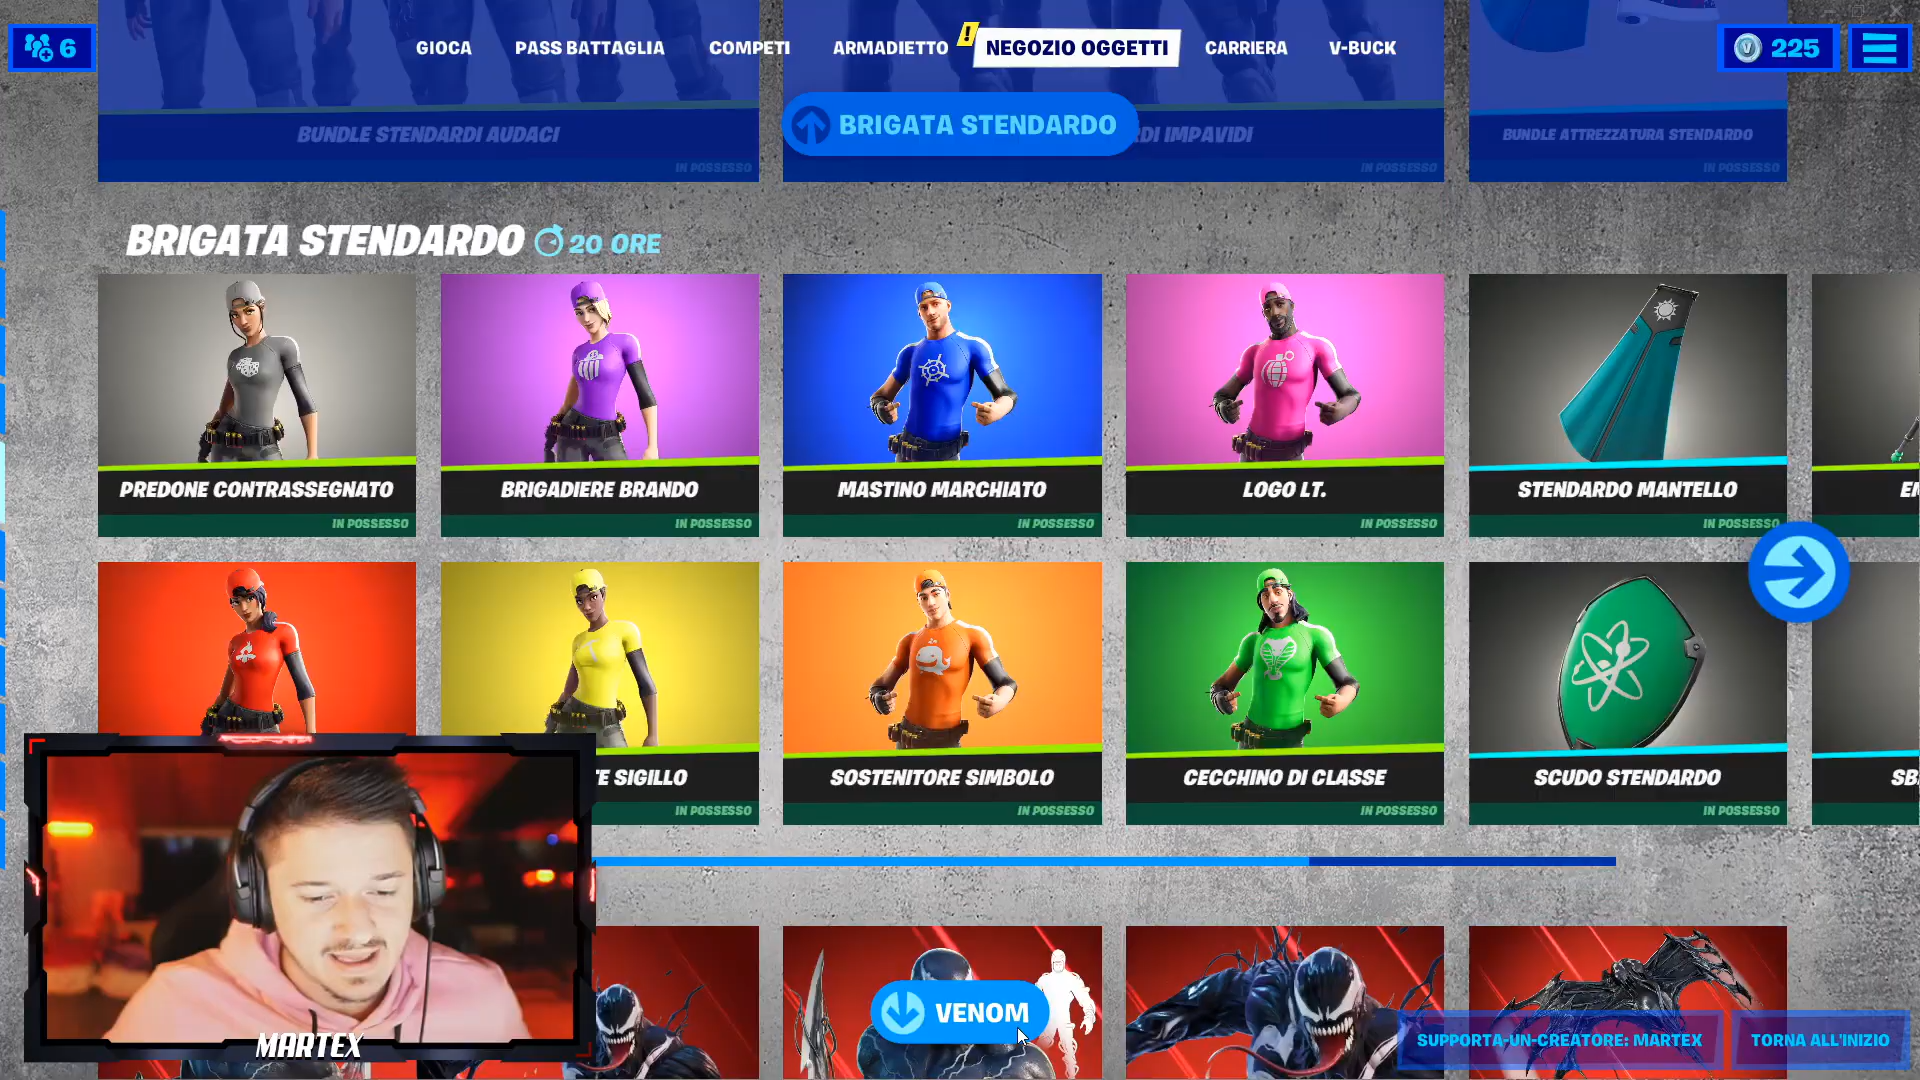 6
GIOCA
PASS BATTAGLIA
COMPETI
ARMADIETTO
!
NEGOZIO OGGETTI
CARRIERA
V-BUCK
225
BRIGATA STENDARDO
BUNDLE STENDARDI AUDACI
IN POSSESSO
IMPAVIDI
IN POSSESSO
BUNDLE ATTREZZATURA STENDARDO
IN POSSESSO
BRIGATA STENDARDO 20 ORE
PREDONE CONTRASSEGNATO
IN POSSESSO
BRIGADIERE BRANDO
IN POSSESSO
MASTINO MARCHIATO
IN POSSESSO
LOGO LT.
IN POSSESSO
STENDARDO MANTELLO
IN POSSESSO
SIGILLO
IN POSSESSO
SOSTENITORE SIMBOLO
IN POSSESSO
CECCHINO DI CLASSE
IN POSSESSO
SCUDO STENDARDO
IN POSSESSO
VENOM
MARTEX
SUPPORTA-UN-CREATORE: MARTEX
TORNA ALL'INIZIO